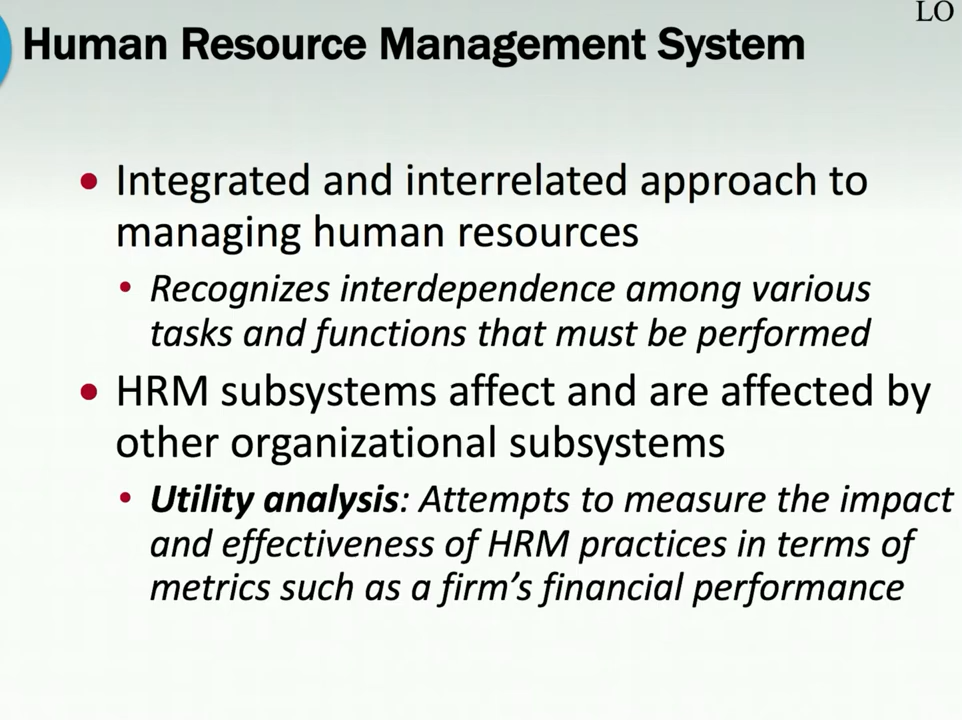 LO
Human Resource Management System
• Integrated and interrelated approach to
managing human resources
• Recognizes interdependence among various
tasks and functions that must be performed
• HRM subsystems affect and are affected by
other organizational subsystems
• Utility analysis: Attempts to measure the impact
and effectiveness of HRM practices in terms of
metrics such as a firm’s financial performance